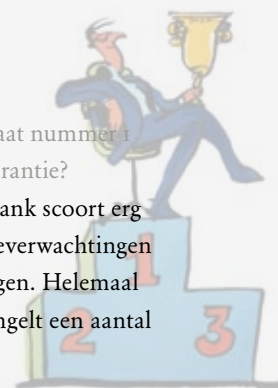 aat nummer 1
rantie?
ank scoort erg
everwachtingen
gen. Helemaal
ngelt een aantal
1
2
3